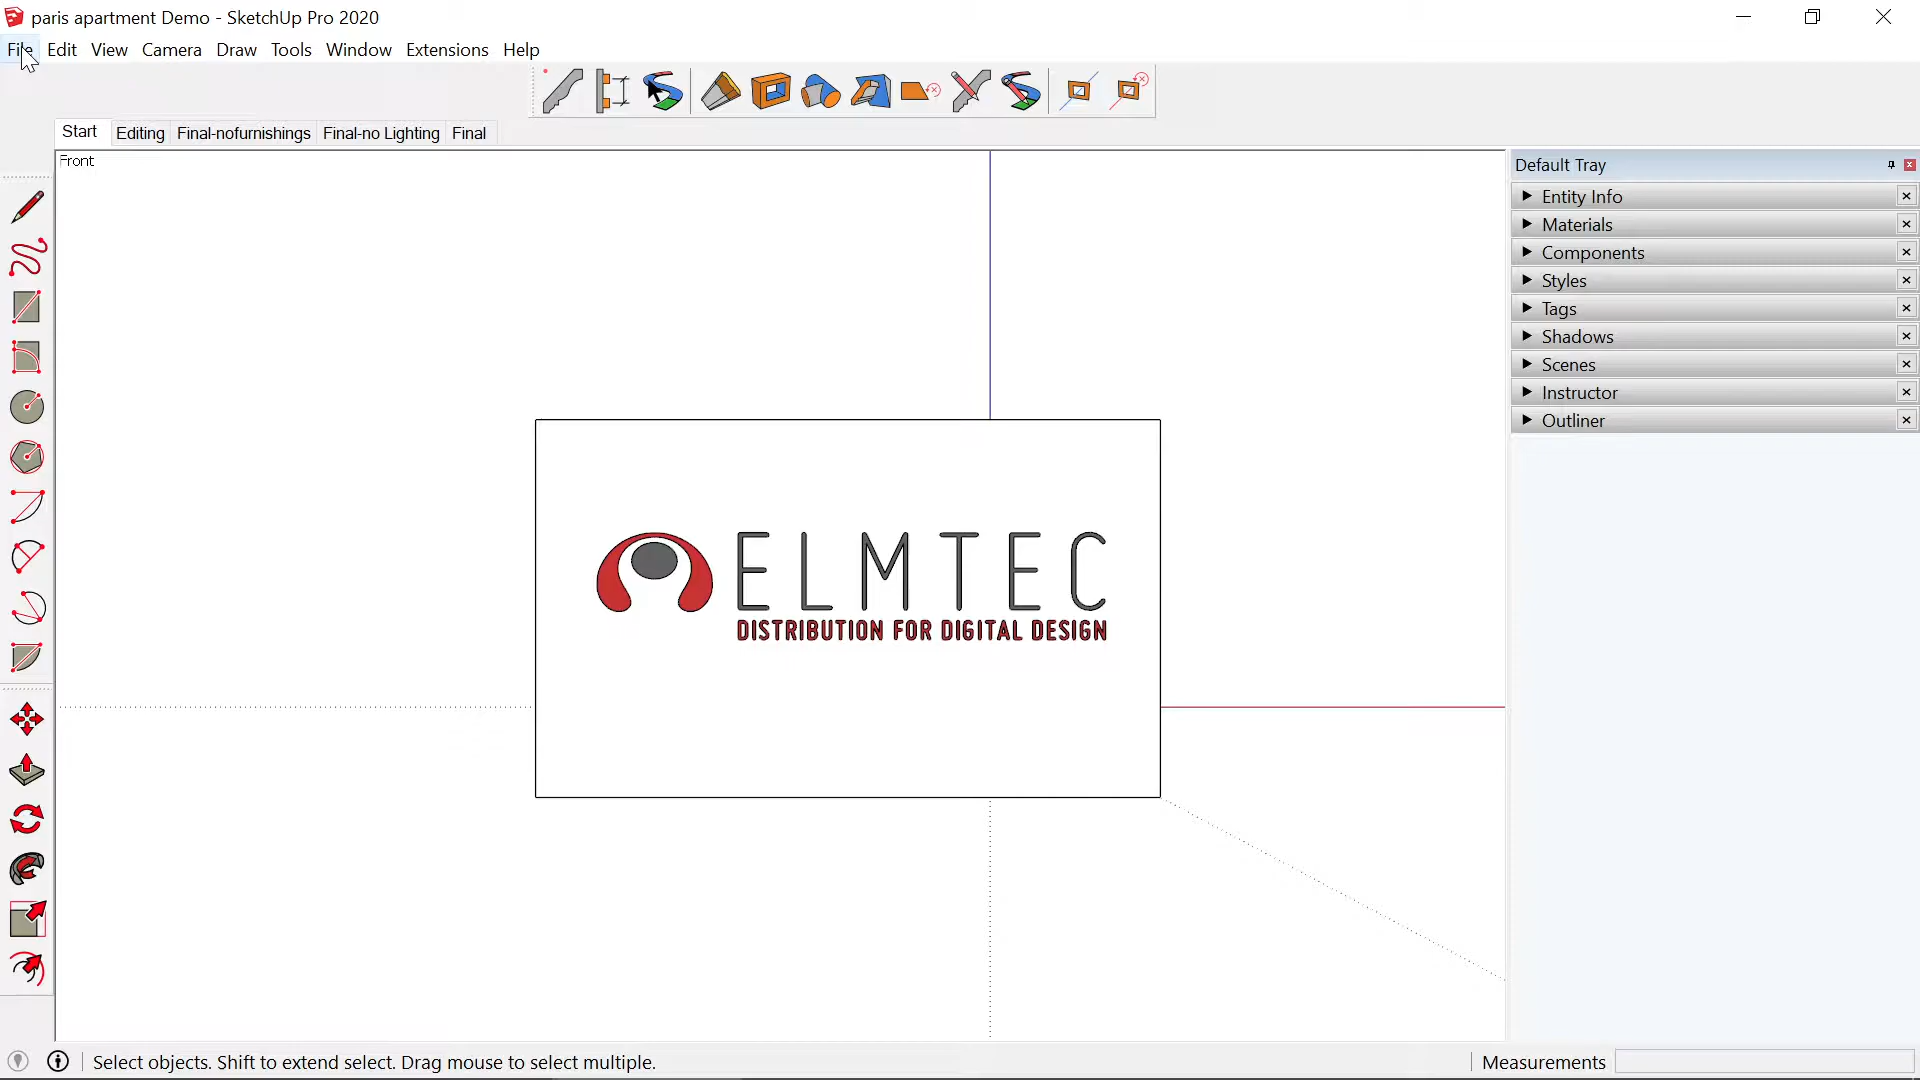 paris apartment Demo - SketchUp Pro 2020
File Edit View Camera Draw Tools Window Extensions Help
Start Editing Final-nofurnishings Final-no Lighting Final
Front
Default Tray
Entity Info
Materials
Components
Styles
Tags
Shadows
Scenes
Instructor
Outliner
ELMTEC
DISTRIBUTION FOR DIGITAL DESIGN
Select objects. Shift to extend select. Drag mouse to select multiple.
Measurements